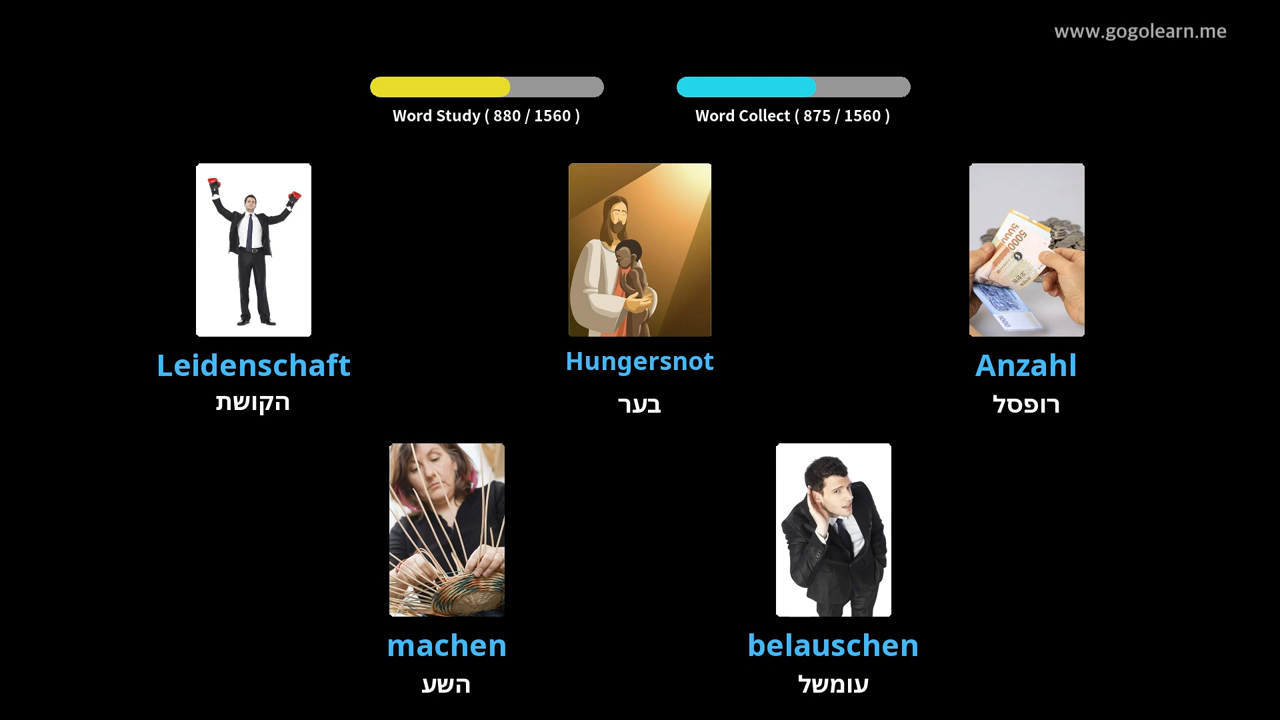 www.gogolearn.me
Word Study ( 880 / 1560 )
Word Collect ( 875 / 1560 )
Leidenschaft
הקושת
Hungersnot
בער
Anzahl
רופסל
machen
השע
belauschen
עומשל